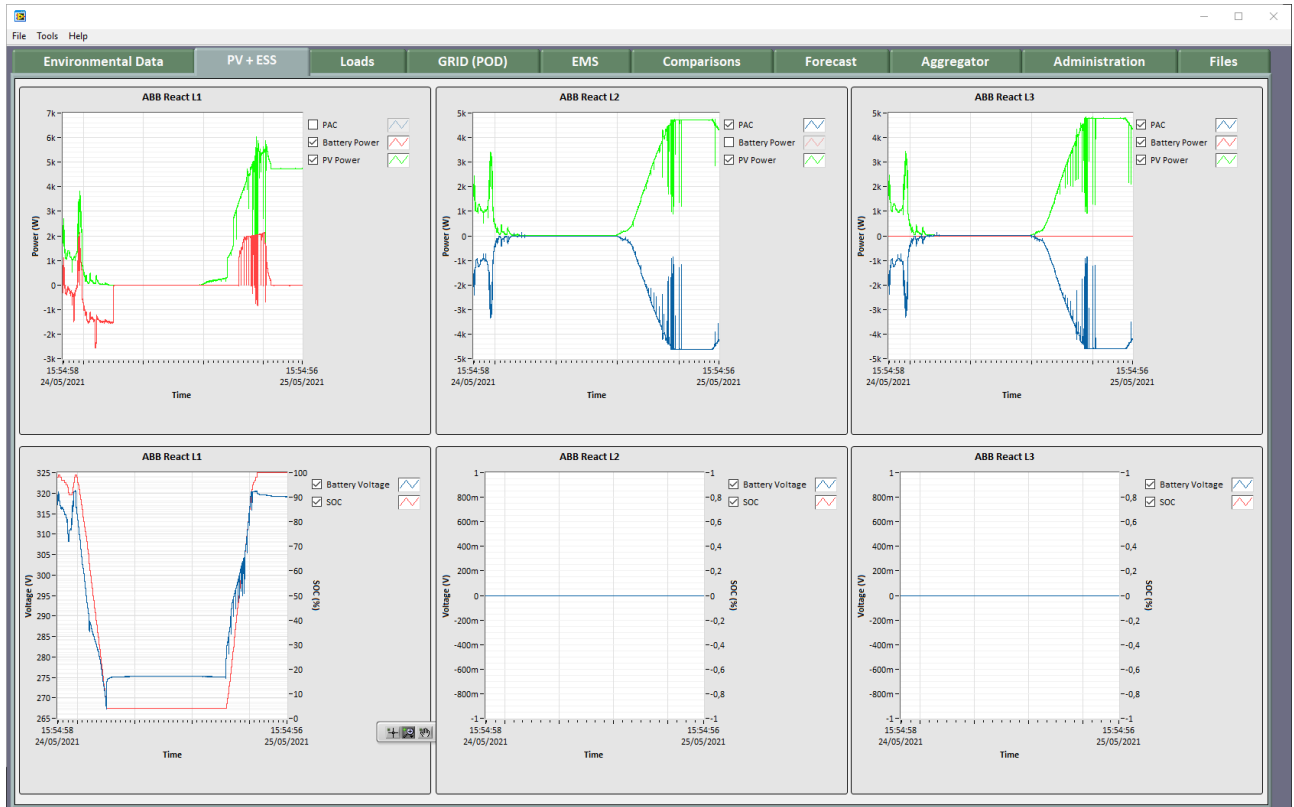 File Tools Help
Environmental Data PV + ESS Loads GRID (POD) EMS Comparisons Forecast Aggregator Administration Files
ABB React L1
7k
6k
5k
4k
3k
2k
1k
0
-1k
-2k
-3k
Power (W)
15:54:58
24/05/2021
15:54:56
25/05/2021
Time
PAC
Battery Power
PV Power
ABB React L2
5k
4k
3k
2k
1k
0
-1k
-2k
-3k
-4k
-5k
Power (W)
15:54:58
24/05/2021
15:54:56
25/05/2021
Time
PAC
Battery Power
PV Power
ABB React L3
5k
4k
3k
2k
1k
0
-1k
-2k
-3k
-4k
-5k
Power (W)
15:54:58
24/05/2021
15:54:56
25/05/2021
Time
PAC
Battery Power
PV Power
ABB React L1
325
320
315
310
305
300
295
290
285
280
275
270
265
Voltage (V)
100
90
80
70
60
50
40
30
20
10
0
SOC (%)
15:54:58
24/05/2021
15:54:56
25/05/2021
Time
Battery Voltage
SOC
ABB React L2
1
800m
600m
400m
200m
0
-200m
-400m
-600m
-800m
-1
Voltage (V)
1
0,8
0,6
0,4
0,2
0
-0,2
-0,4
-0,6
-0,8
-1
SOC (%)
15:54:58
24/05/2021
15:54:56
25/05/2021
Time
Battery Voltage
SOC
ABB React L3
1
800m
600m
400m
200m
0
-200m
-400m
-600m
-800m
-1
Voltage (V)
1
0,8
0,6
0,4
0,2
0
-0,2
-0,4
-0,6
-0,8
-1
SOC (%)
15:54:58
24/05/2021
15:54:56
25/05/2021
Time
Battery Voltage
SOC